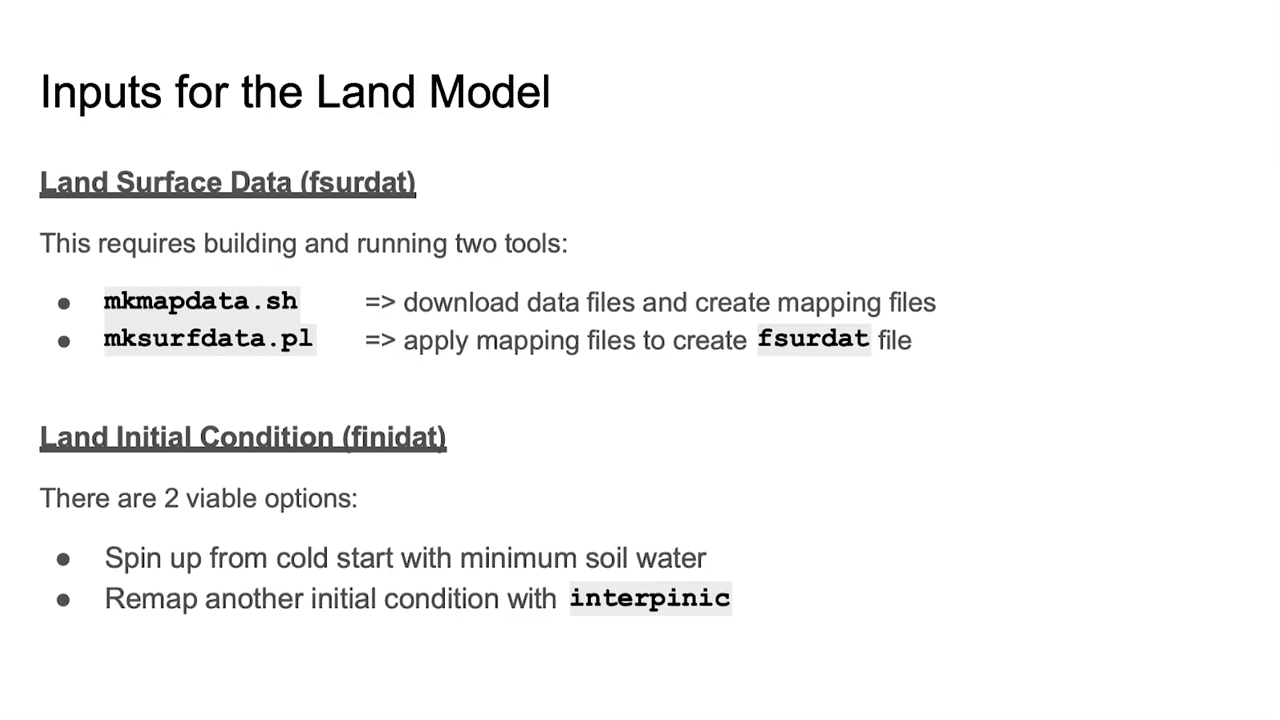 Inputs for the Land Model
Land Surface Data (fsurdat)
This requires building and running two tools:
● mkmapdata.sh => download data files and create mapping files
● mksurfdata.pl => apply mapping files to create fsurdat file
Land Initial Condition (finidat)
There are 2 viable options:
● Spin up from cold start with minimum soil water
● Remap another initial condition with interpinic